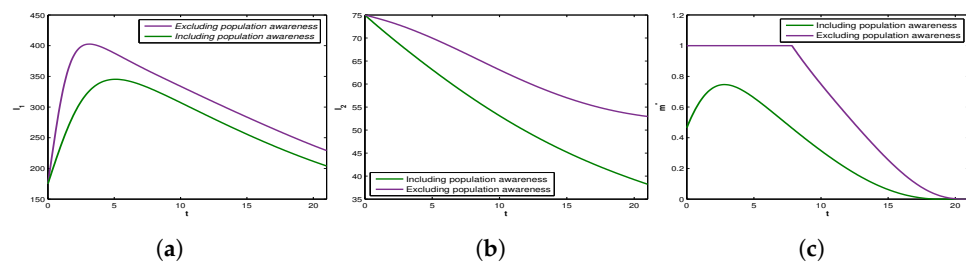 450
400
350
300
250
200
150
I1
0 5 10 15 20
t
Excluding population awareness
Including population awareness
(a)
75
70
65
60
55
50
45
40
35
I2
0 5 10 15 20
t
Including population awareness
Excluding population awareness
(b)
1.2
1
0.8
0.6
0.4
0.2
0
m*
0 5 10 15 20
t
Including population awareness
Excluding population awareness
(c)